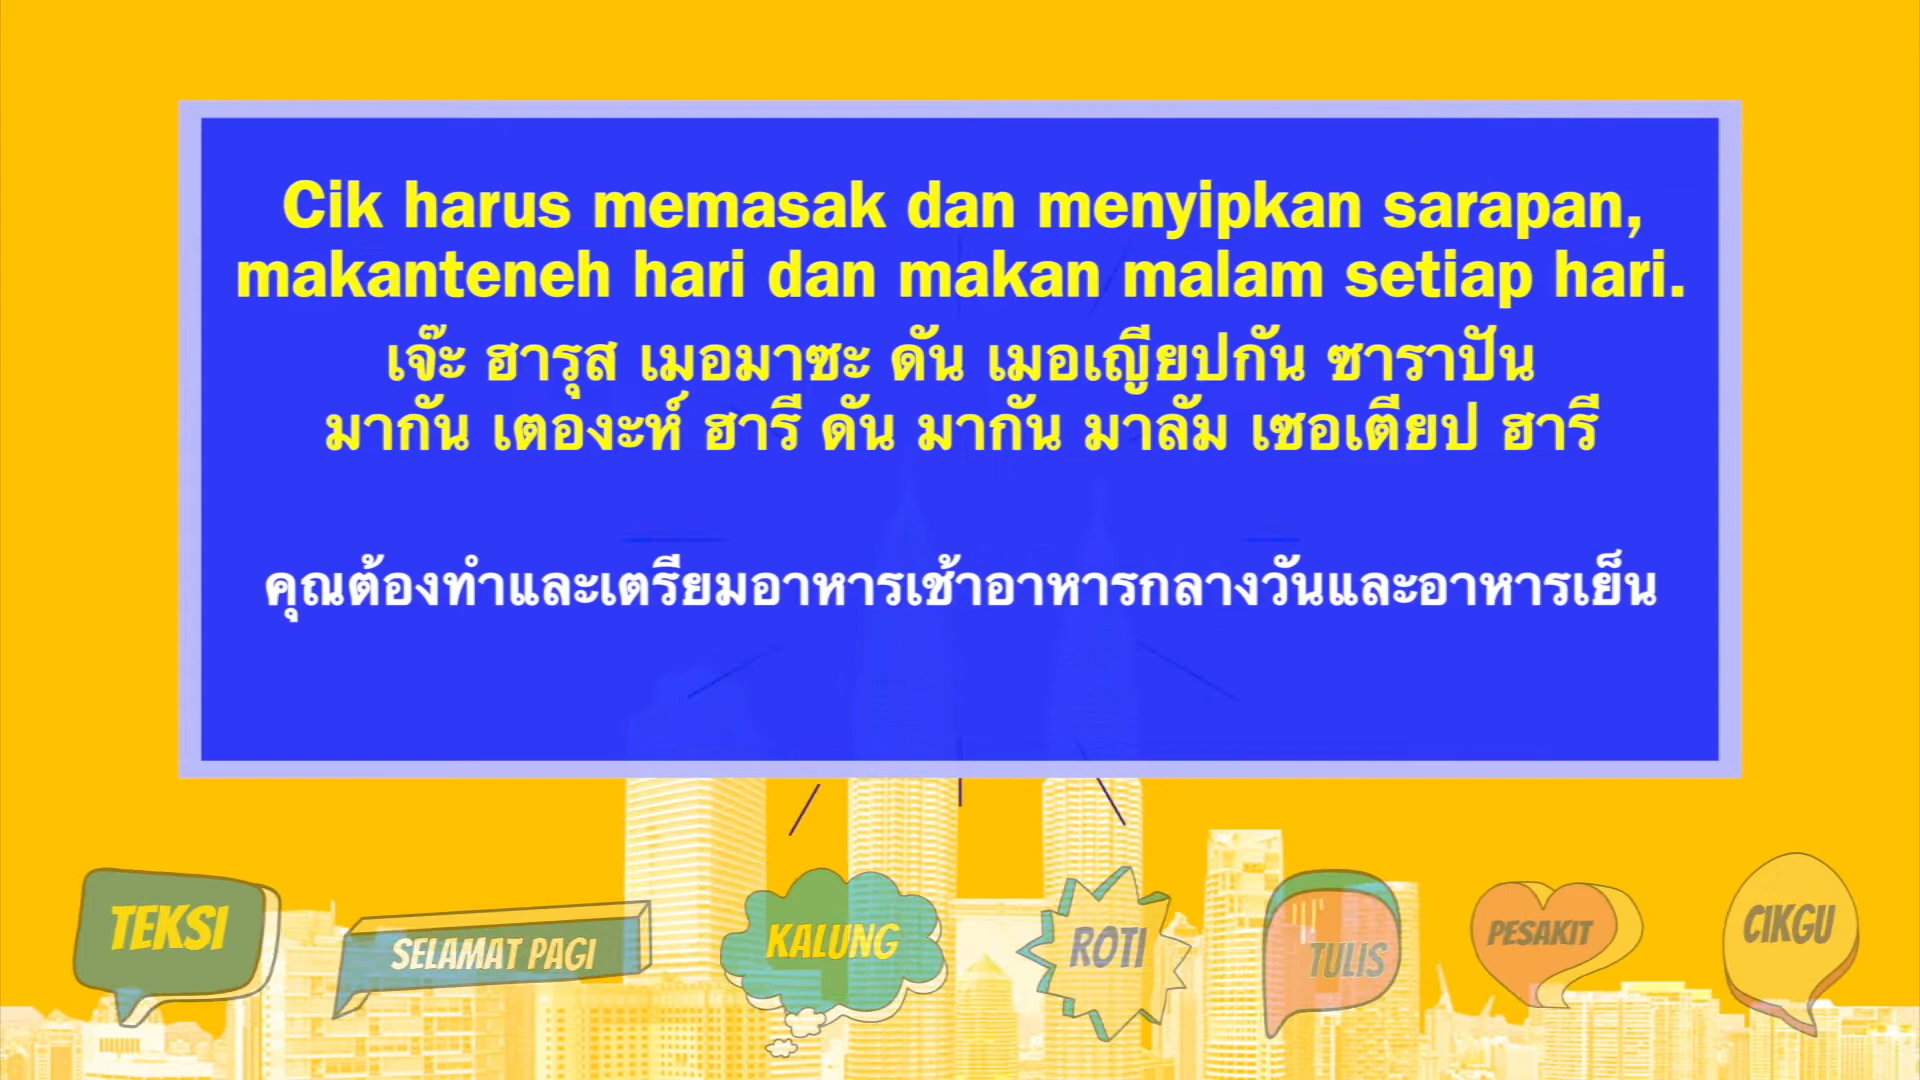 Cik harus memasak dan menyipkan sarapan,
makanteneh hari dan makan malam setiap hari.
เจ๊ะ ฮารุส เมอมาซะ ดัน เมอเญียปกัน ซาราปัน
มากัน เตองะห์ ฮารี ดัน มากัน มาลัม เซอเตียป ฮารี
คุณต้องทำและเตรียมอาหารเช้าอาหารกลางวันและอาหารเย็น
TEKSI
SELAMAT PAGI
KALUNG
ROTI
TULIS
PESAKIT
CIKGU